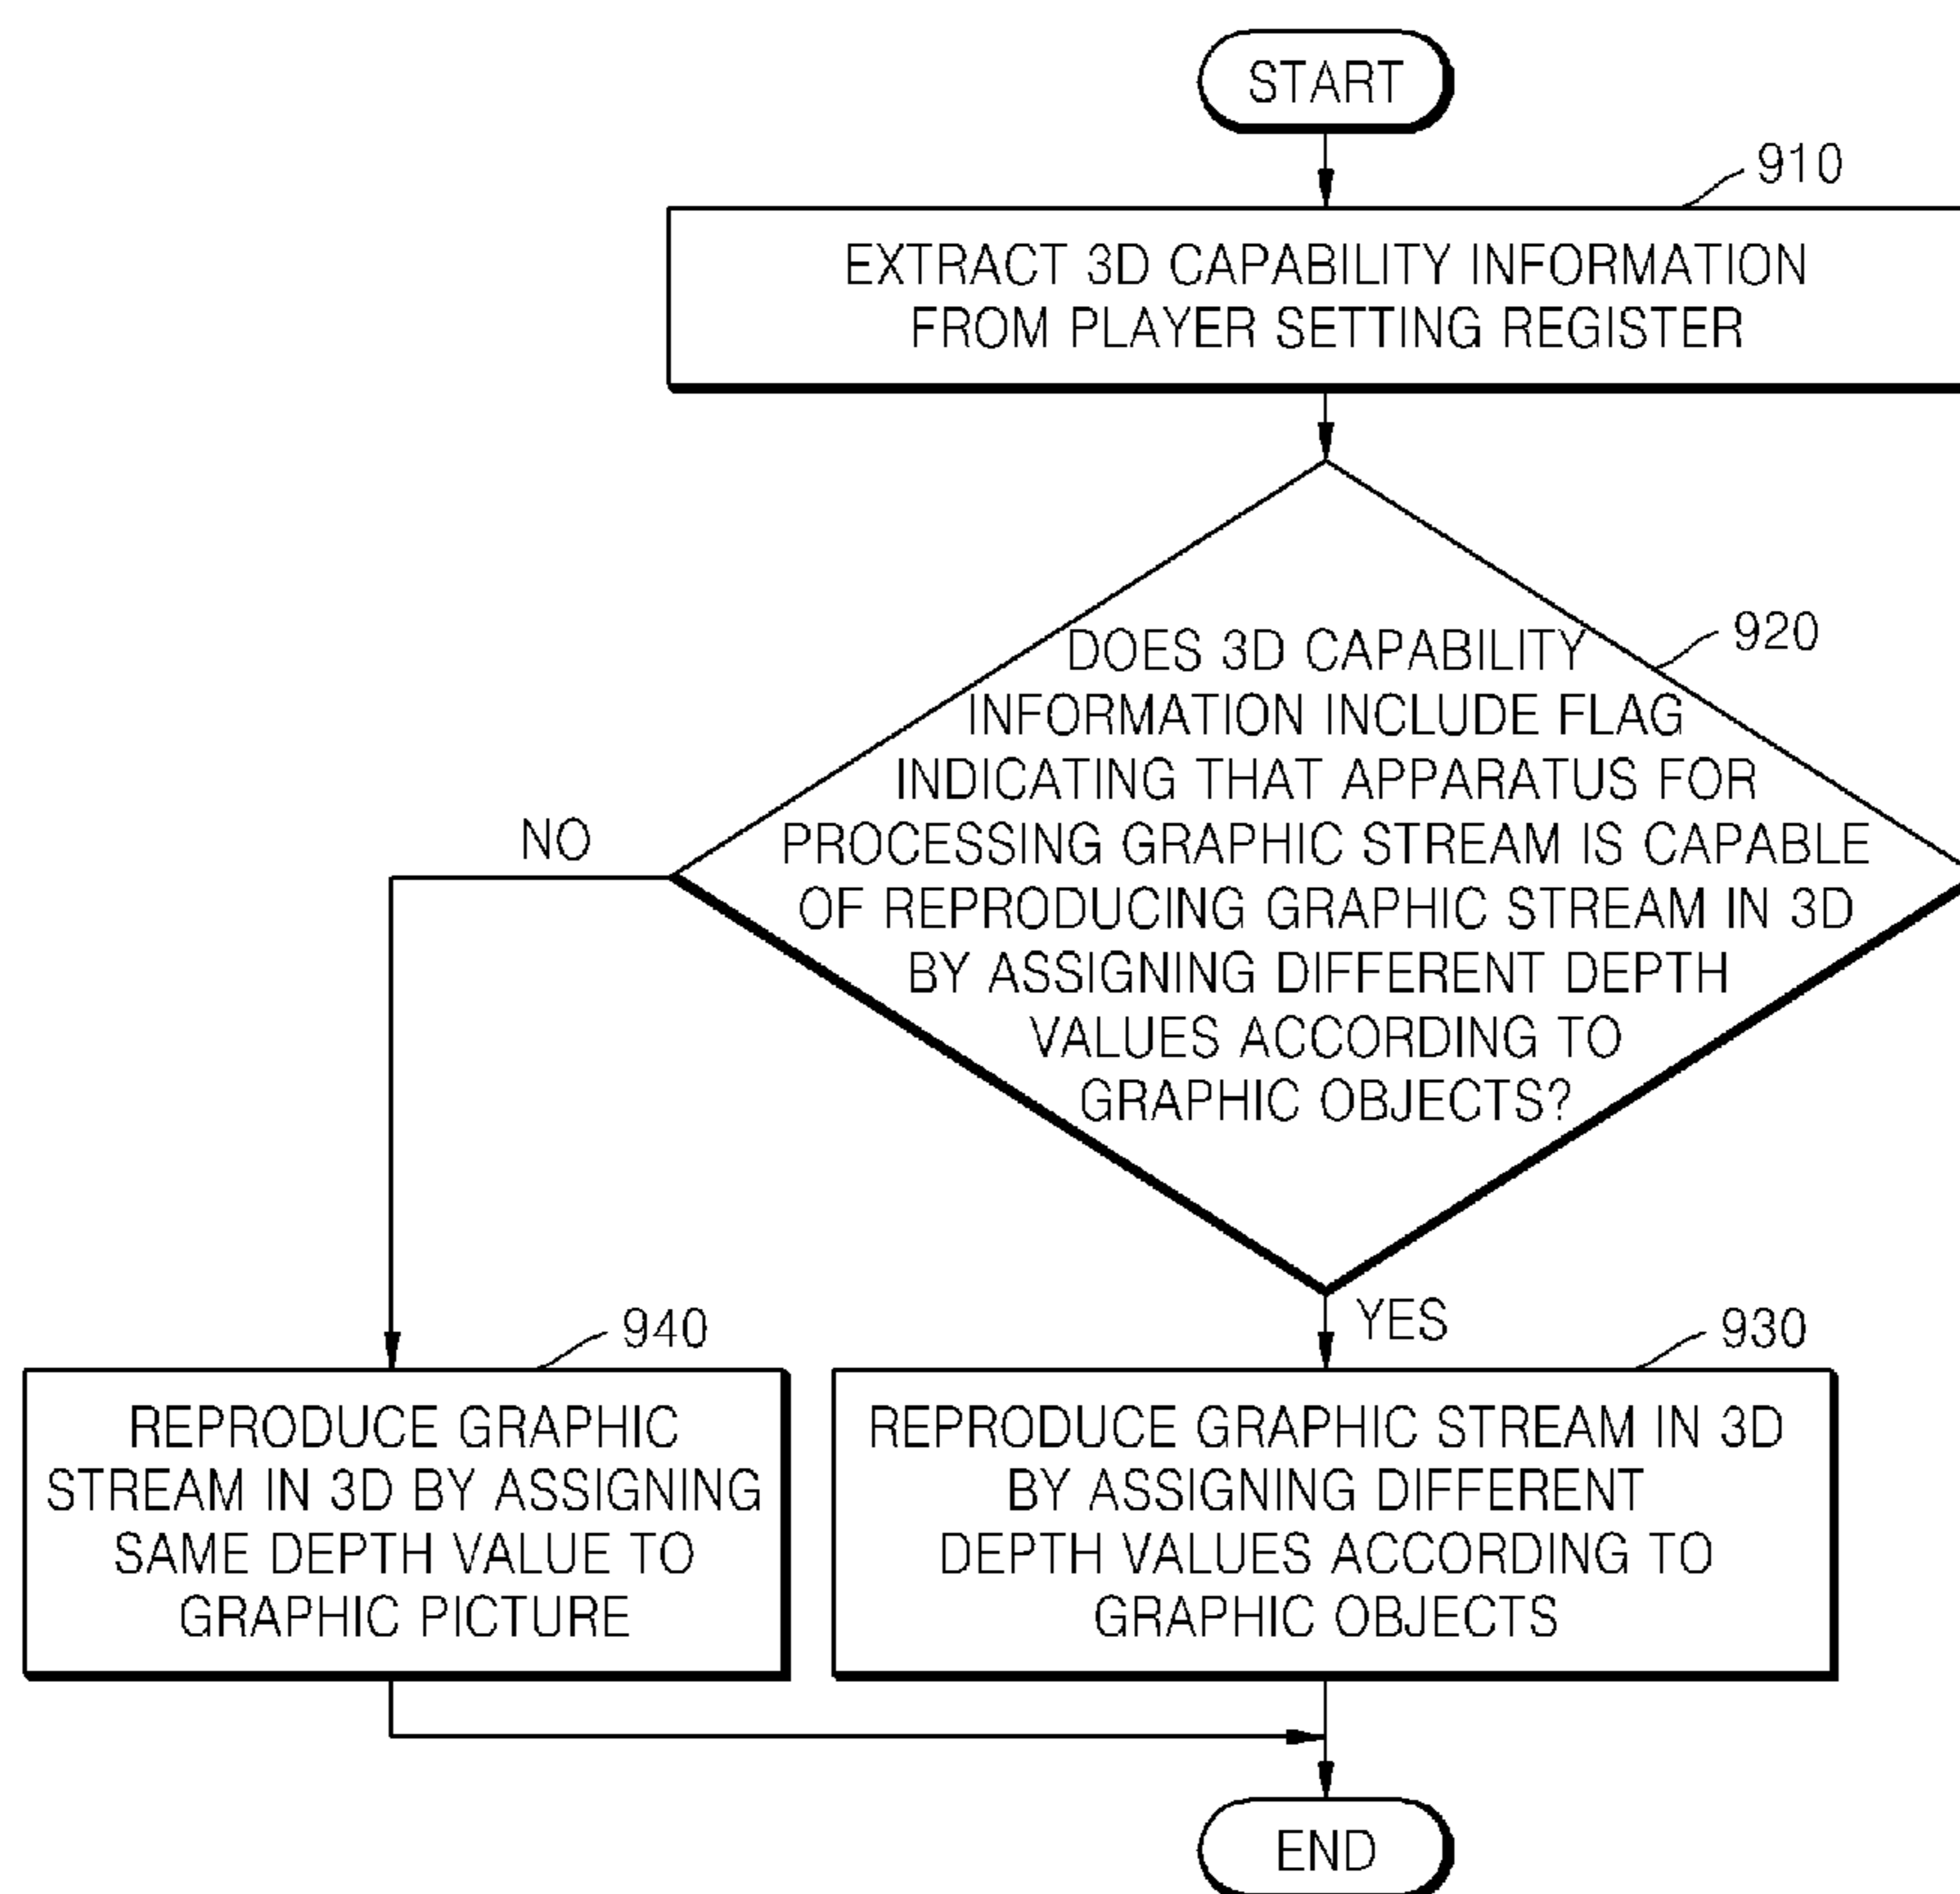 START
910
EXTRACT 3D CAPABILITY INFORMATION
FROM PLAYER SETTING REGISTER
920
DOES 3D CAPABILITY
INFORMATION INCLUDE FLAG
INDICATING THAT APPARATUS FOR
PROCESSING GRAPHIC STREAM IS CAPABLE
OF REPRODUCING GRAPHIC STREAM IN 3D
BY ASSIGNING DIFFERENT DEPTH
VALUES ACCORDING TO
GRAPHIC OBJECTS?
NO
YES
940
REPRODUCE GRAPHIC
STREAM IN 3D BY ASSIGNING
SAME DEPTH VALUE TO
GRAPHIC PICTURE
930
REPRODUCE GRAPHIC STREAM IN 3D
BY ASSIGNING DIFFERENT
DEPTH VALUES ACCORDING TO
GRAPHIC OBJECTS
END